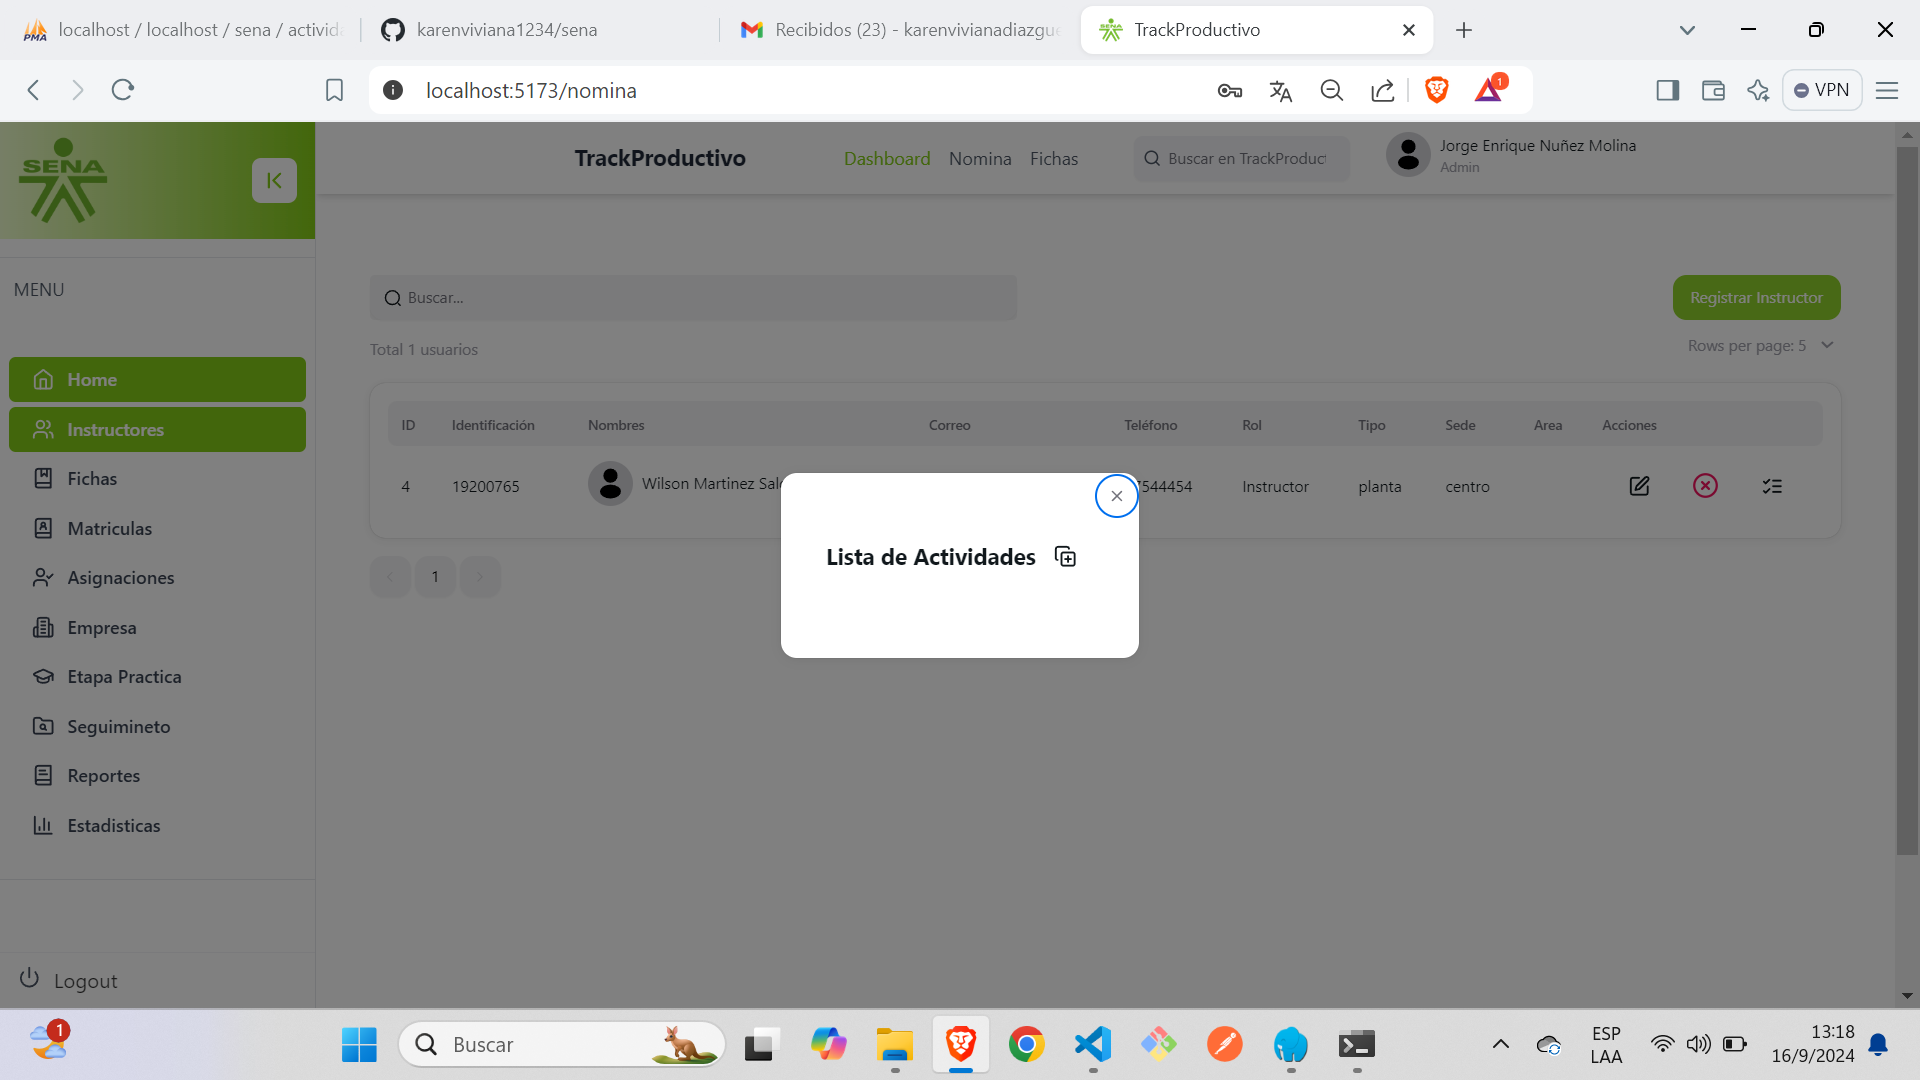 localhost / localhost / sena / activid
karenviviana1234/sena
Recibidos (23) - karenvivianadiazgue
TrackProductivo
localhost:5173/nomina
1
VPN
SENA
TrackProductivo
Dashboard
Nomina
Fichas
Buscar en TrackProduct
Jorge Enrique Nuñez Molina
Admin
MENU
Home
Instructores
Fichas
Matriculas
Asignaciones
Empresa
Etapa Practica
Seguimineto
Reportes
Estadisticas
Logout
Buscar...
Registrar Instructor
Total 1 usuarios
Rows per page: 5
ID Identificación Nombres Correo Teléfono Rol Tipo Sede Area Acciones
4 19200765 Wilson Martinez Sal 7544454 Instructor planta centro
1
Lista de Actividades
1
Buscar
ESP
LAA
13:18
16/9/2024